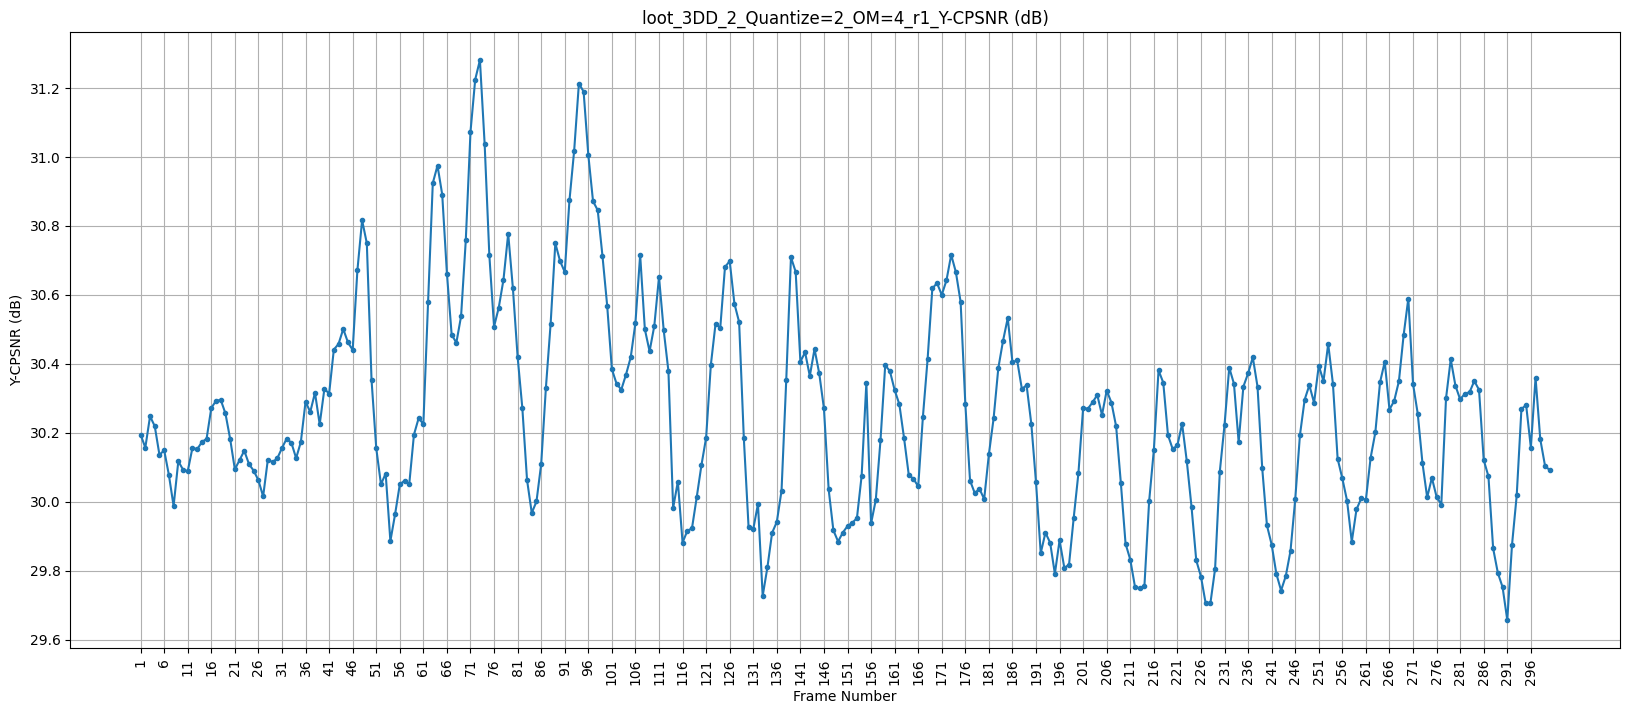 loot_3DD_2_Quantize=2_OM=4_r1_Y-CPSNR (dB)
Y-CPSNR (dB)
31.2
31.0
30.8
30.6
30.4
30.2
30.0
29.8
29.6
1 6 11 16 21 26 31 36 41 46 51 56 61 66 71 76 81 86 91 96 101 106 111 116 121 126 131 136 141 146 151 156 161 166 171 176 181 186 191 196 201 206 211 216 221 226 231 236 241 246 251 256 261 266 271 276 281 286 291 296
Frame Number